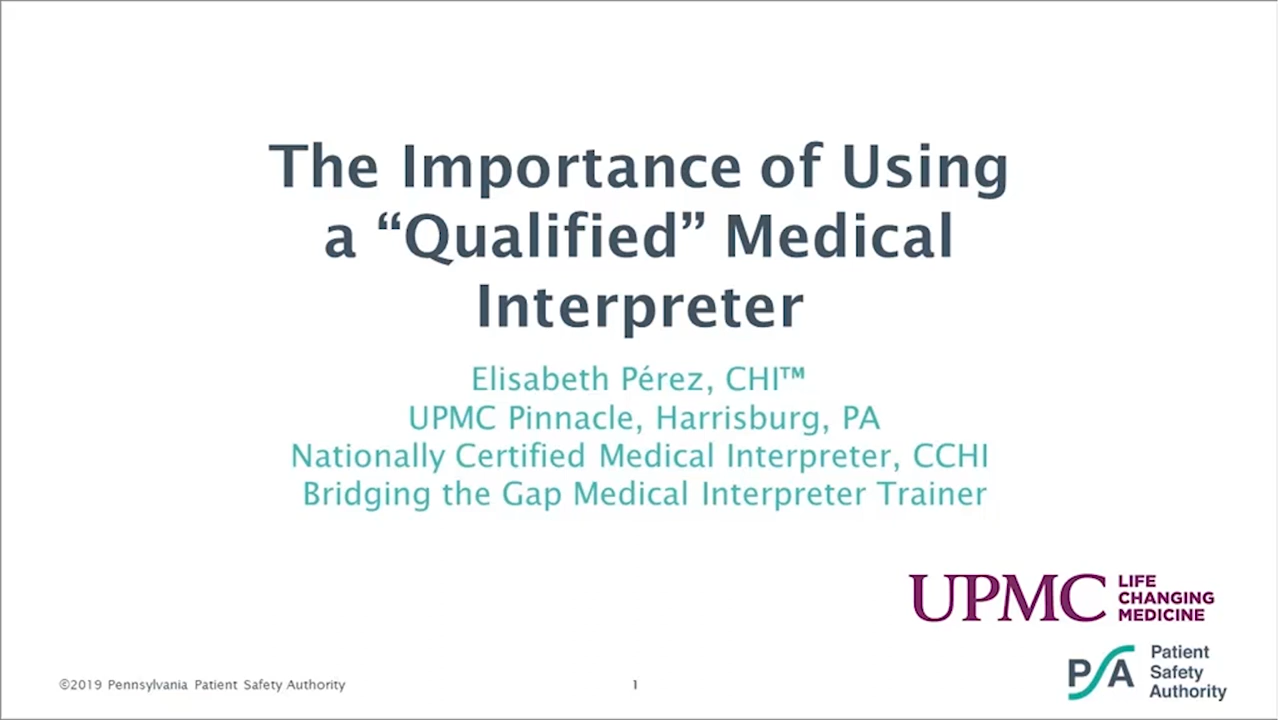 The Importance of Using
a “Qualified” Medical
Interpreter
Elisabeth Pérez, CHI™
UPMC Pinnacle, Harrisburg, PA
Nationally Certified Medical Interpreter, CCHI
Bridging the Gap Medical Interpreter Trainer
UPMC LIFE
CHANGING
MEDICINE
PSA Patient
Safety
Authority
©2019 Pennsylvania Patient Safety Authority
1